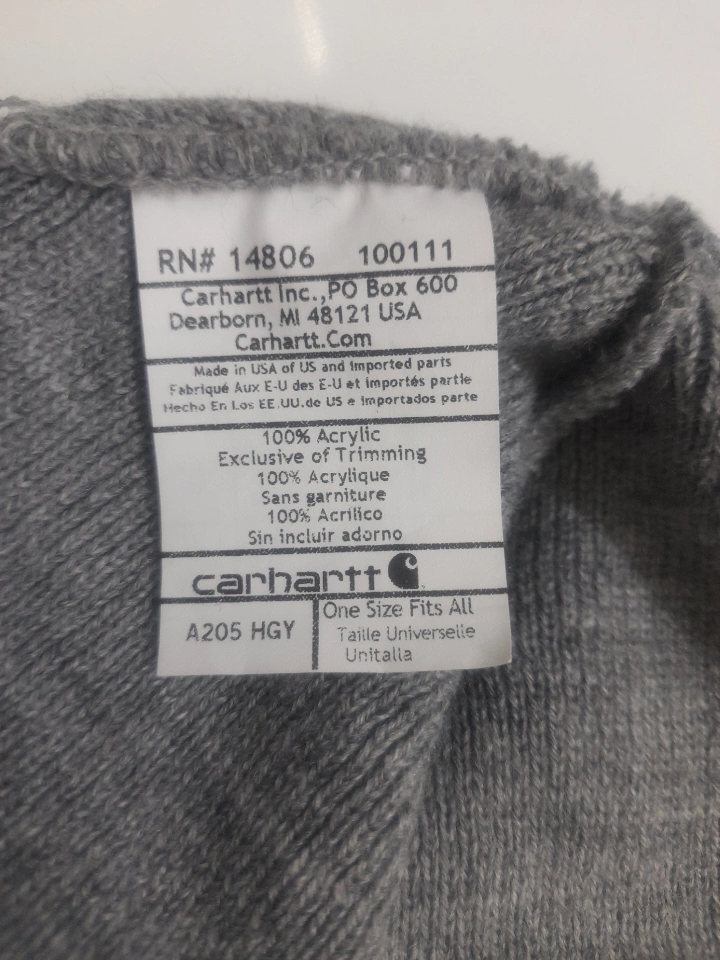 RN# 14806 100111
Carhartt Inc.,PO Box 600
Dearborn, MI 48121 USA
Carhartt.Com
Made in USA of US and Imported parts
Fabriqué Aux E-U des E-U et importés partie
Hecho En Los EE.UU.de US e importados parte
100% Acrylic
Exclusive of Trimming
100% Acrylique
Sans garniture
100% Acrilico
Sin incluir adorno
carhartt
A205 HGY
One Size Fits All
Taille Universelle
Unitalla